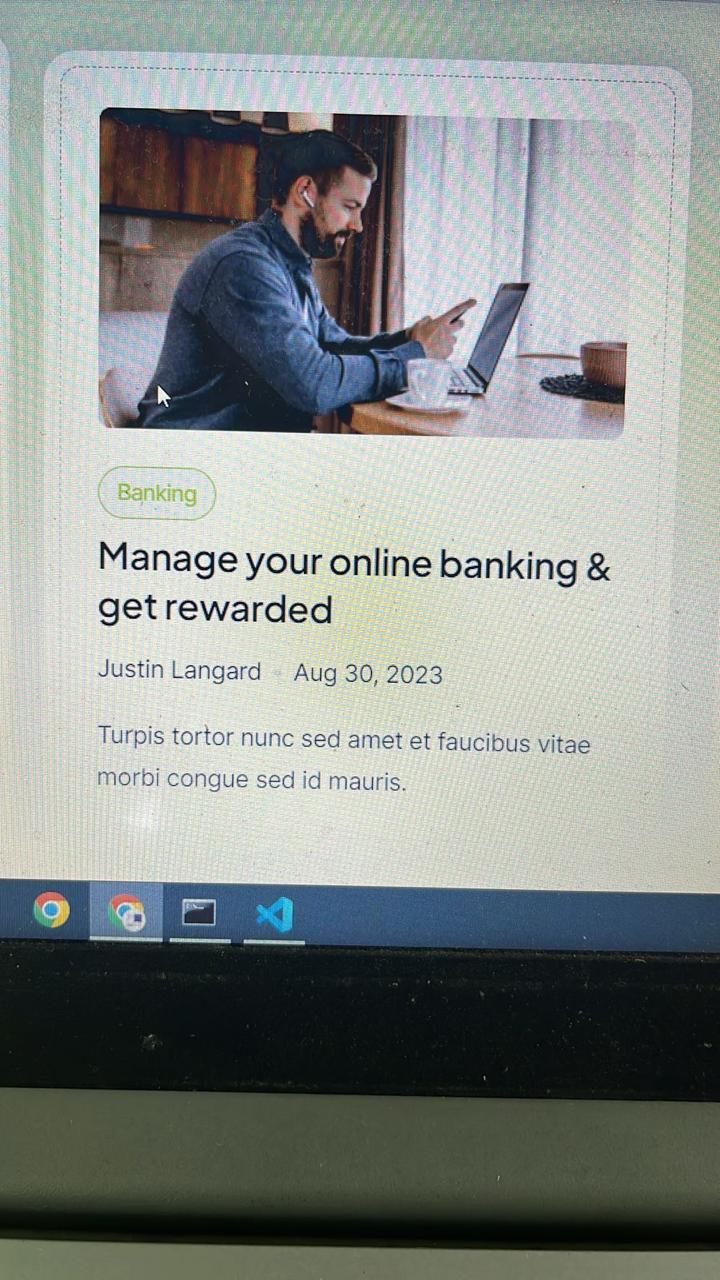 Banking
Manage your online banking &
get rewarded
Justin Langard • Aug 30, 2023
Turpis tortor nunc sed amet et faucibus vitae
morbi congue sed id mauris.